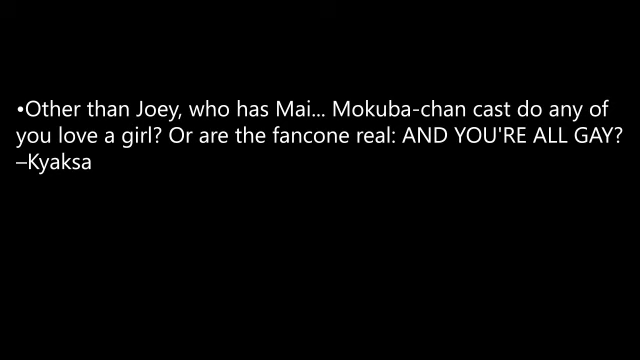 •Other than Joey, who has Mai... Mokuba-chan cast do any of
you love a girl? Or are the fancone real: AND YOU'RE ALL GAY?
–Kyaksa